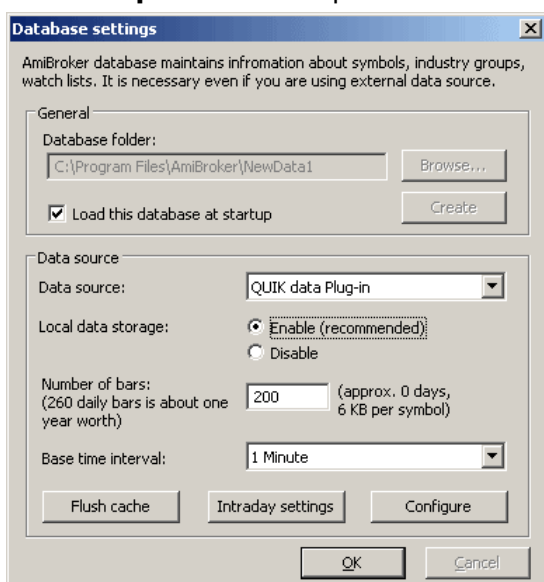 Database settings
AmiBroker database maintains infromation about symbols, industry groups,
watch lists. It is necessary even if you are using external data source.
General
Database folder:
C:\Program Files\AmiBroker\NewData1
Browse...
Load this database at startup
Create
Data source
Data source:
QUIK data Plug-in
Local data storage:
Enable (recommended)
Disable
Number of bars:
(260 daily bars is about one
year worth)
200
(approx. 0 days,
6 KB per symbol)
Base time interval:
1 Minute
Flush cache
Intraday settings
Configure
OK
Cancel